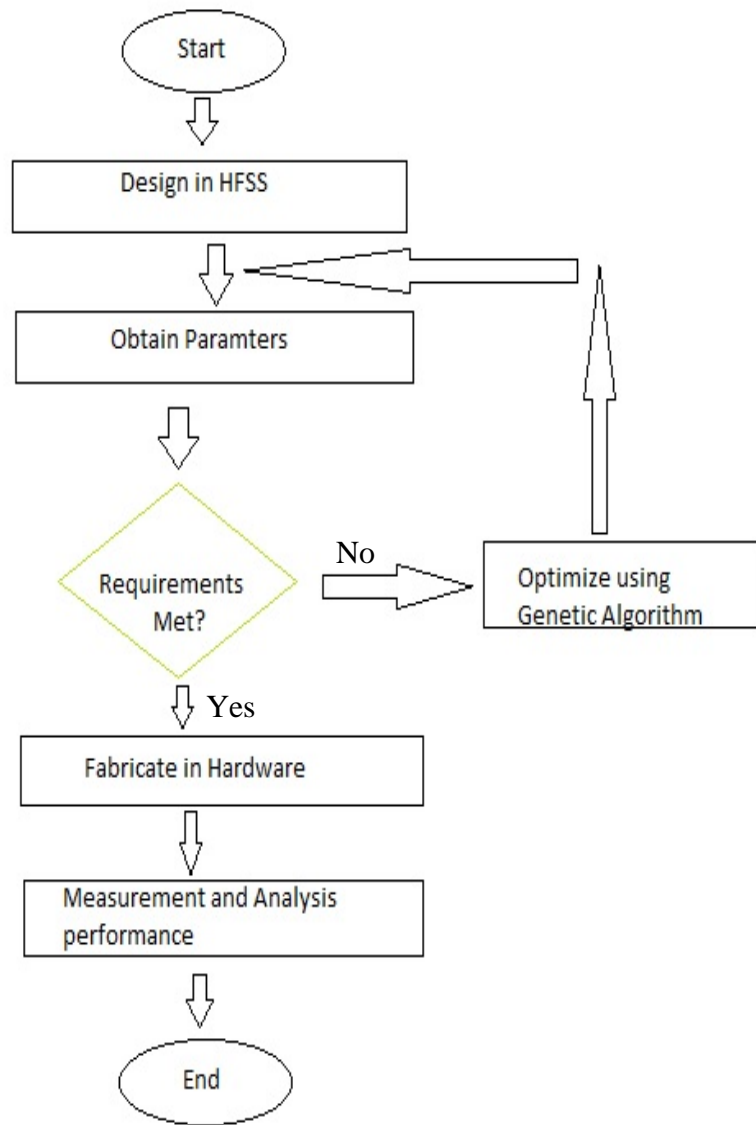 Start
Design in HFSS
Obtain Paramters
Requirements
Met?
No
Optimize using
Genetic Algorithm
Yes
Fabricate in Hardware
Measurement and Analysis
performance
End